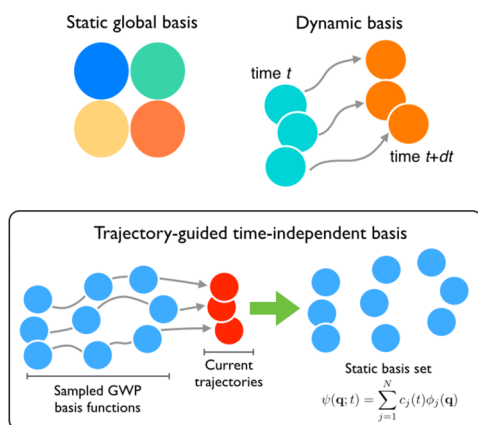 Static global basis
Dynamic basis
time t
time t+dt
Trajectory-guided time-independent basis
Sampled GWP
basis functions
Current
trajectories
Static basis set
ψ(q; t) = ∑_{j=1}^{N} c_j(t)ϕ_j(q)